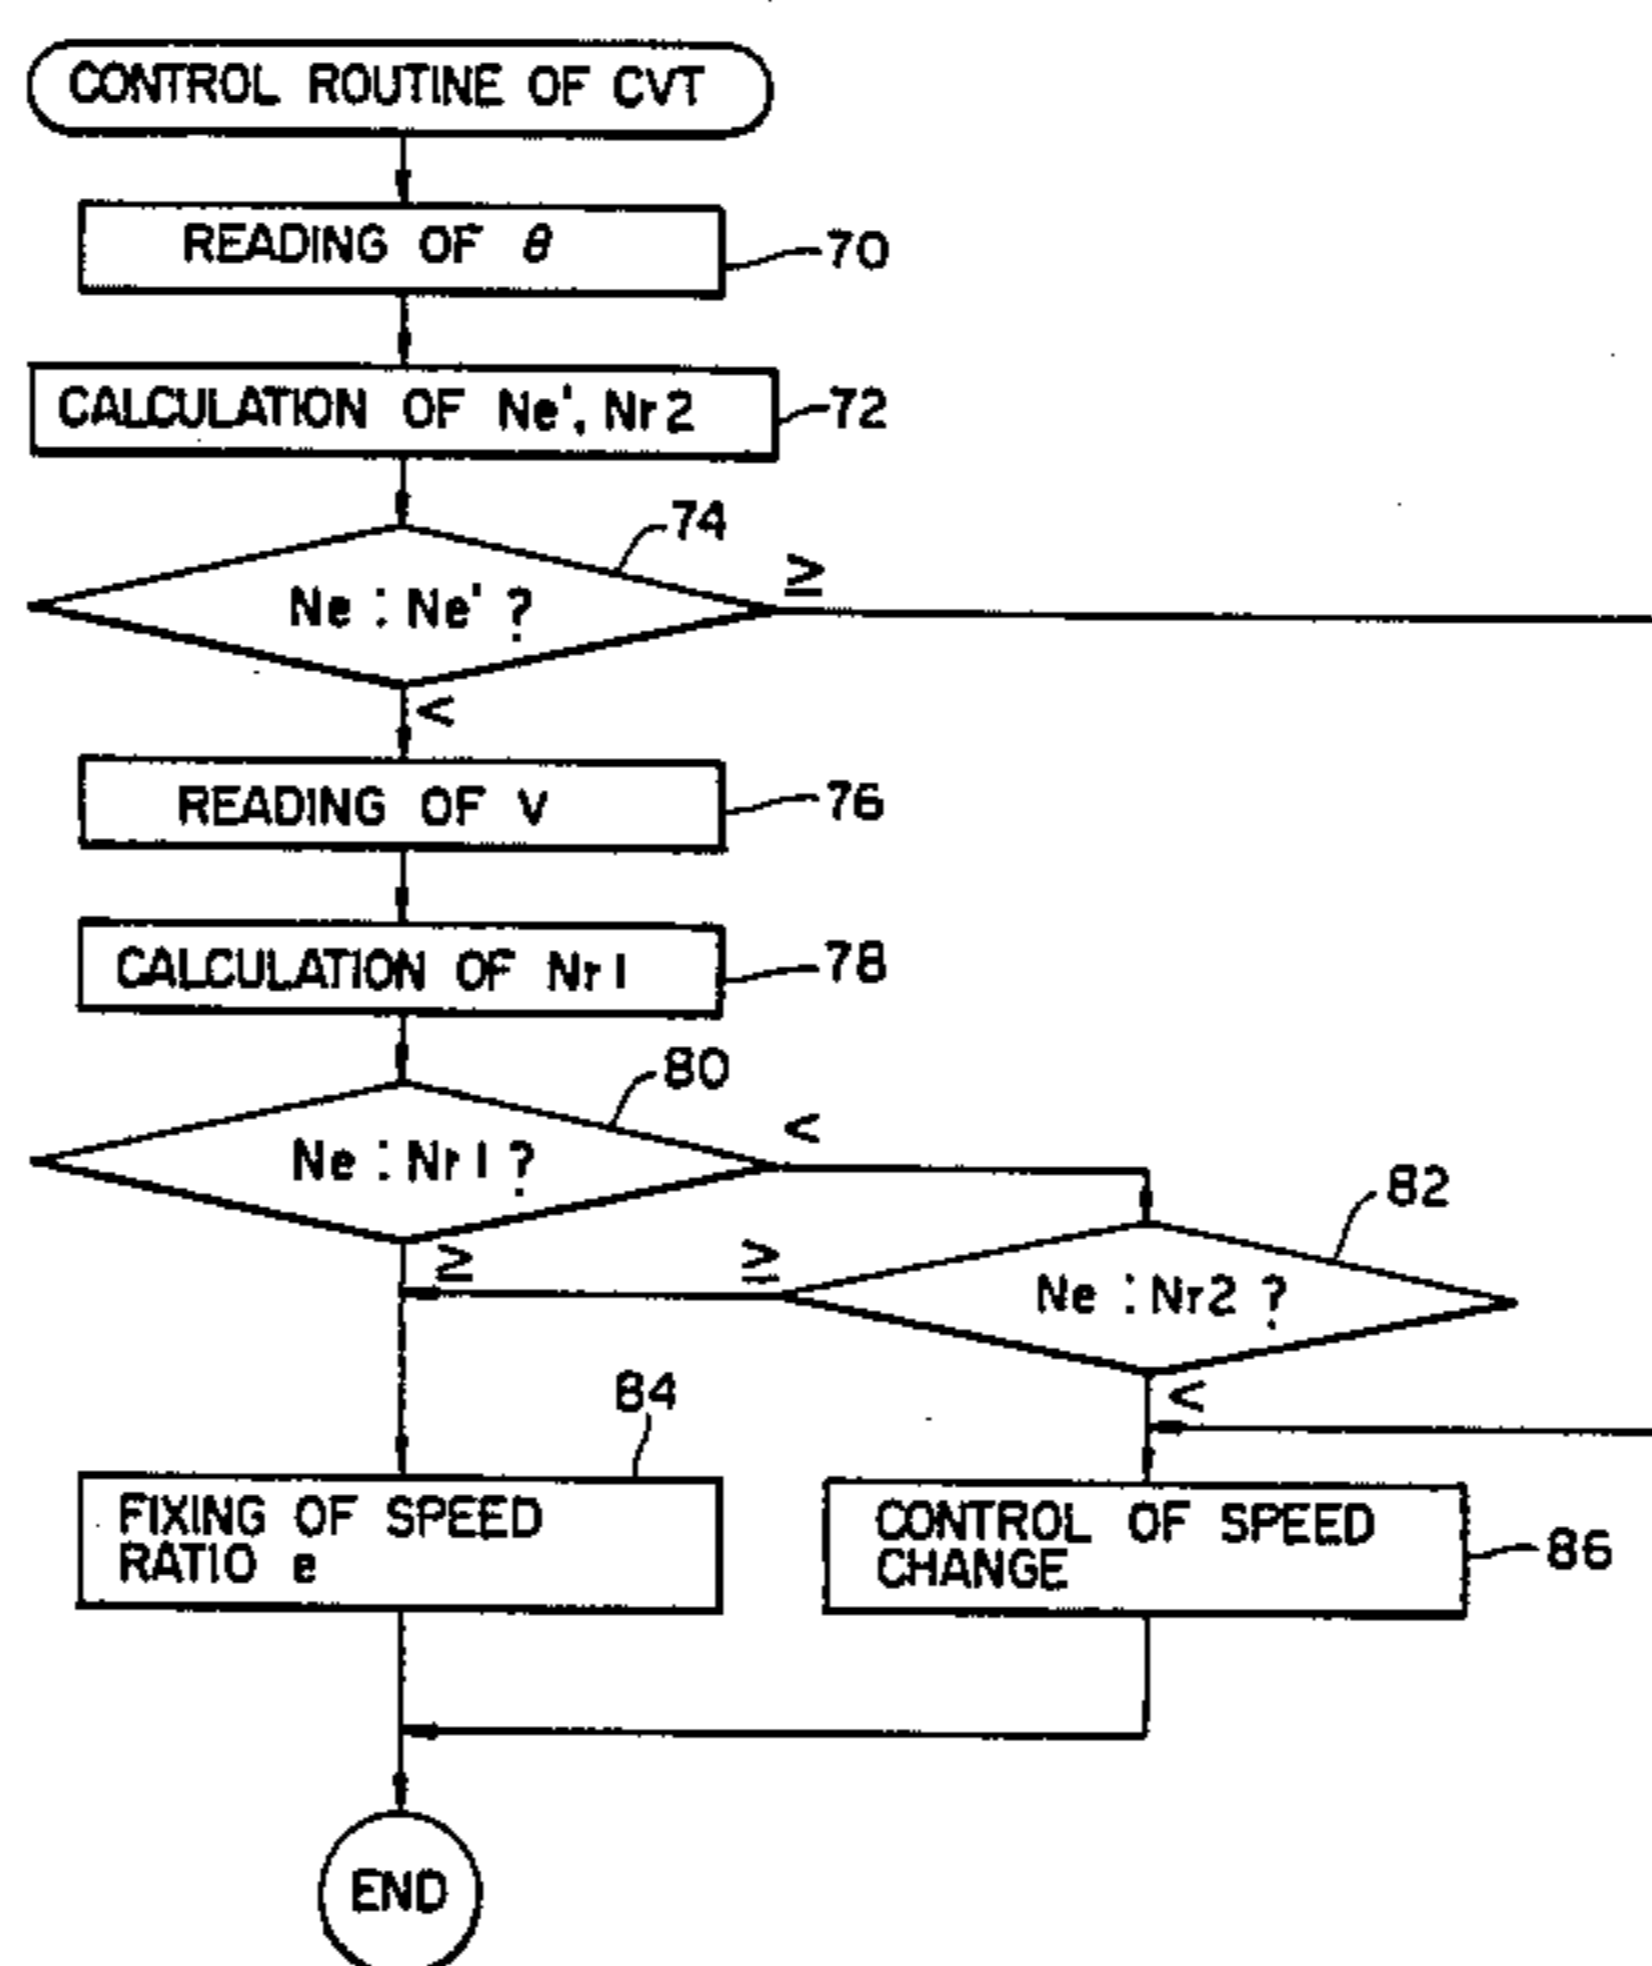 CONTROL ROUTINE OF CVT
READING OF θ
70
CALCULATION OF Ne', Nr2
72
74
≥
Ne : Ne' ?
<
READING OF V
76
CALCULATION OF Nr1
78
80
<
Ne : Nr1 ?
82
≥
≥
Ne : Nr2 ?
<
84
FIXING OF SPEED
RATIO e
CONTROL OF SPEED
CHANGE
86
END